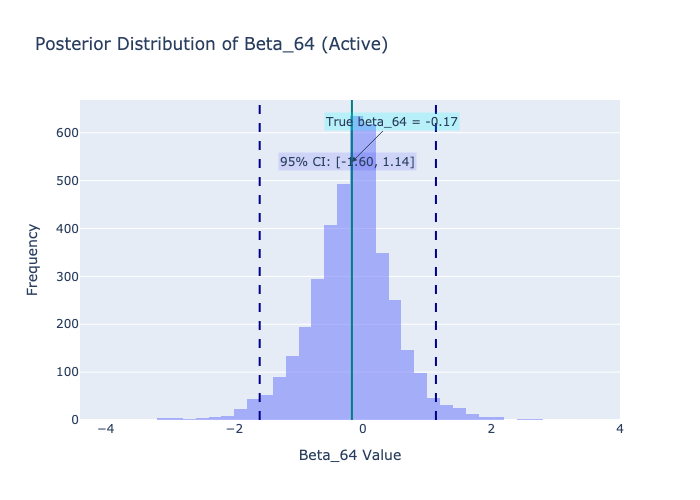 Posterior Distribution of Beta_64 (Active)
True beta_64 = -0.17
95% CI: [-1.60, 1.14]
600
500
400
300
200
100
0
Frequency
−4
−2
0
2
4
Beta_64 Value